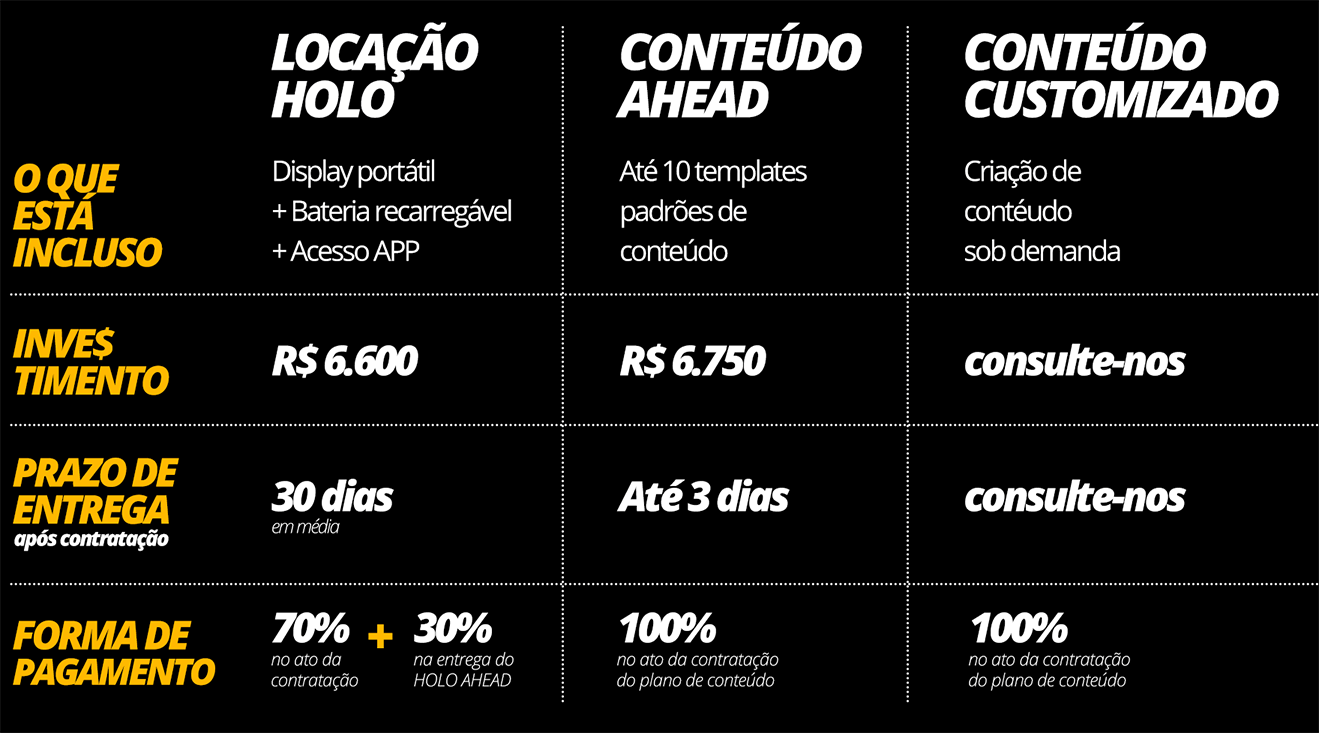 LOCAÇÃO
HOLO
CONTEÚDO
AHEAD
CONTEÚDO
CUSTOMIZADO
O QUE
ESTÁ
INCLUSO
Display portátil
+ Bateria recarregável
+ Acesso APP
Até 10 templates
padrões de
conteúdo
Criação de
contéudo
sob demanda
INVE$
TIMENTO
R$ 6.600
R$ 6.750
consulte-nos
PRAZO DE
ENTREGA
após contratação
30 dias
em média
Até 3 dias
consulte-nos
FORMA DE
PAGAMENTO
70%
no ato da
contratação
+
30%
na entrega do
HOLO AHEAD
100%
no ato da contratação
do plano de conteúdo
100%
no ato da contratação
do plano de conteúdo